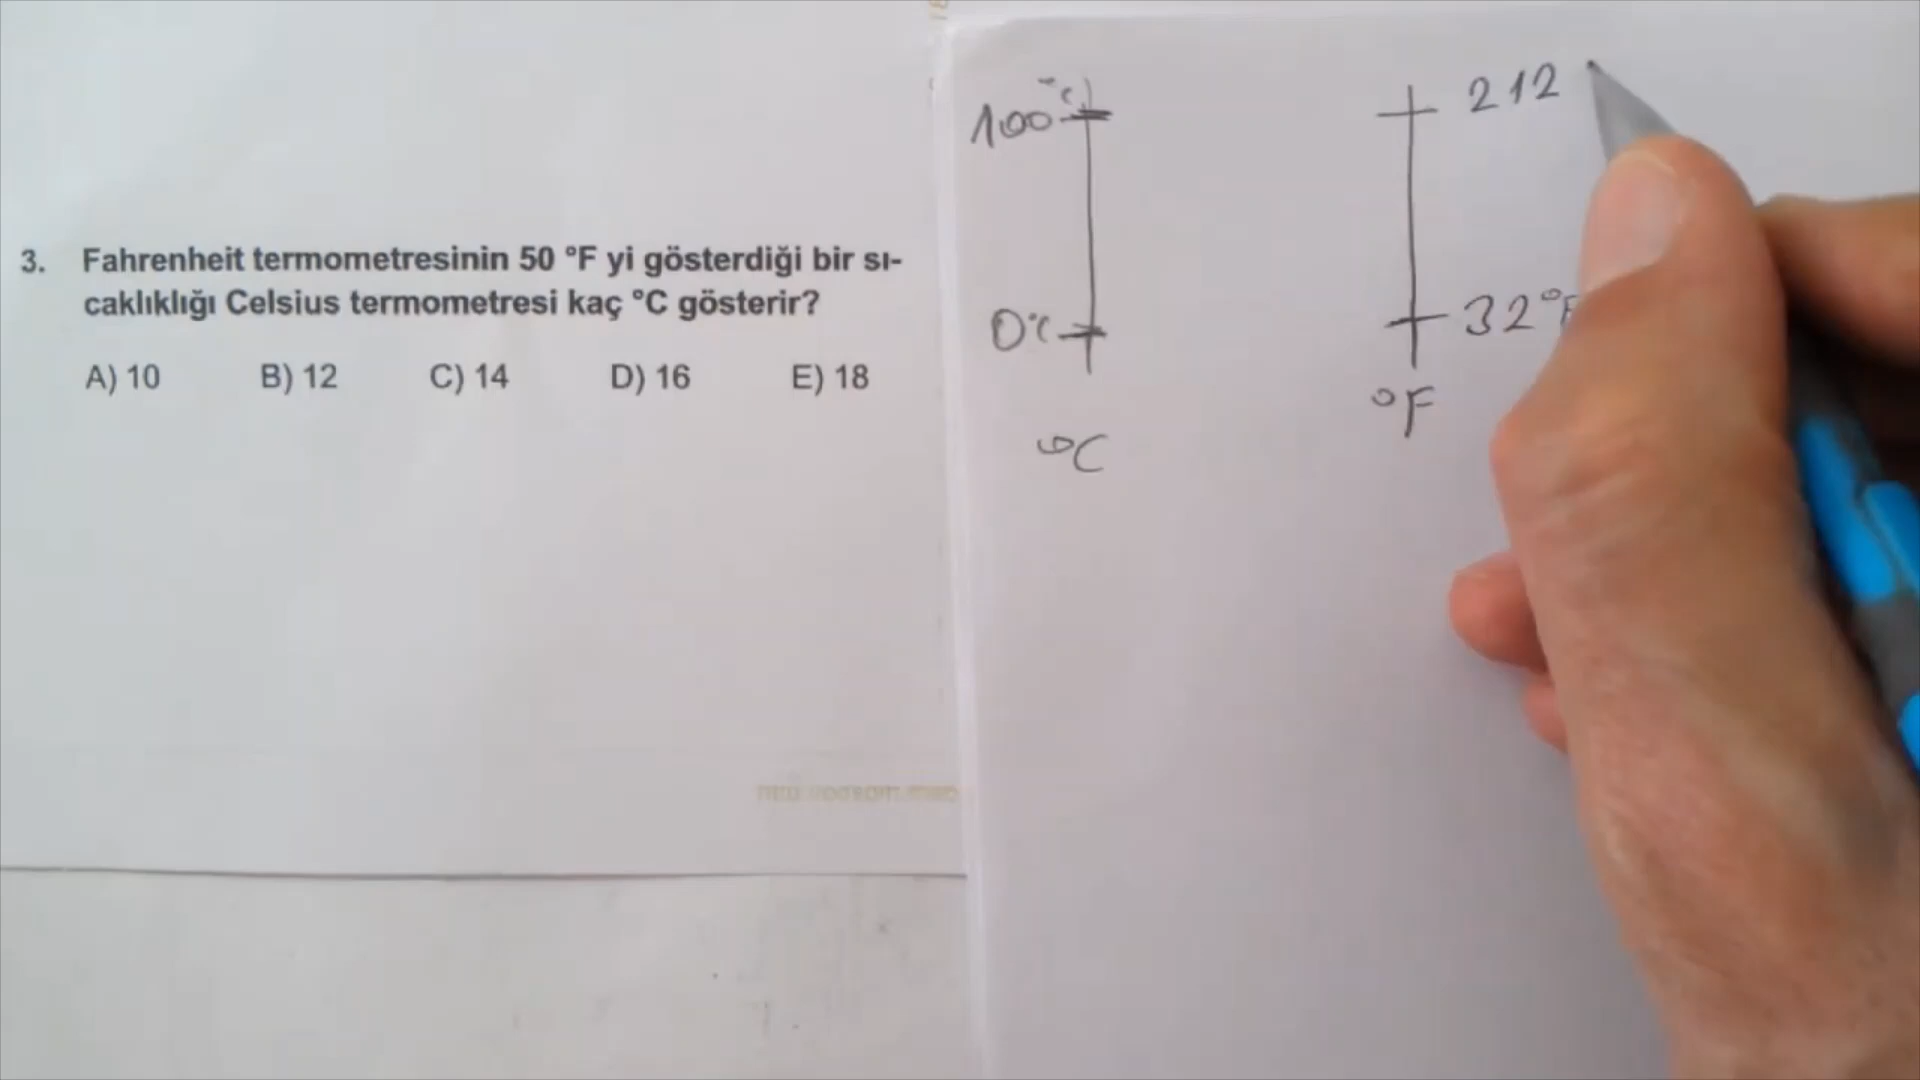 3. Fahrenheit termometresinin 50 °F yi gösterdiği bir sı-
caklıklığı Celsius termometresi kaç °C gösterir?
A) 10 B) 12 C) 14 D) 16 E) 18
100°C
0°C
°C
212
32°F
°F